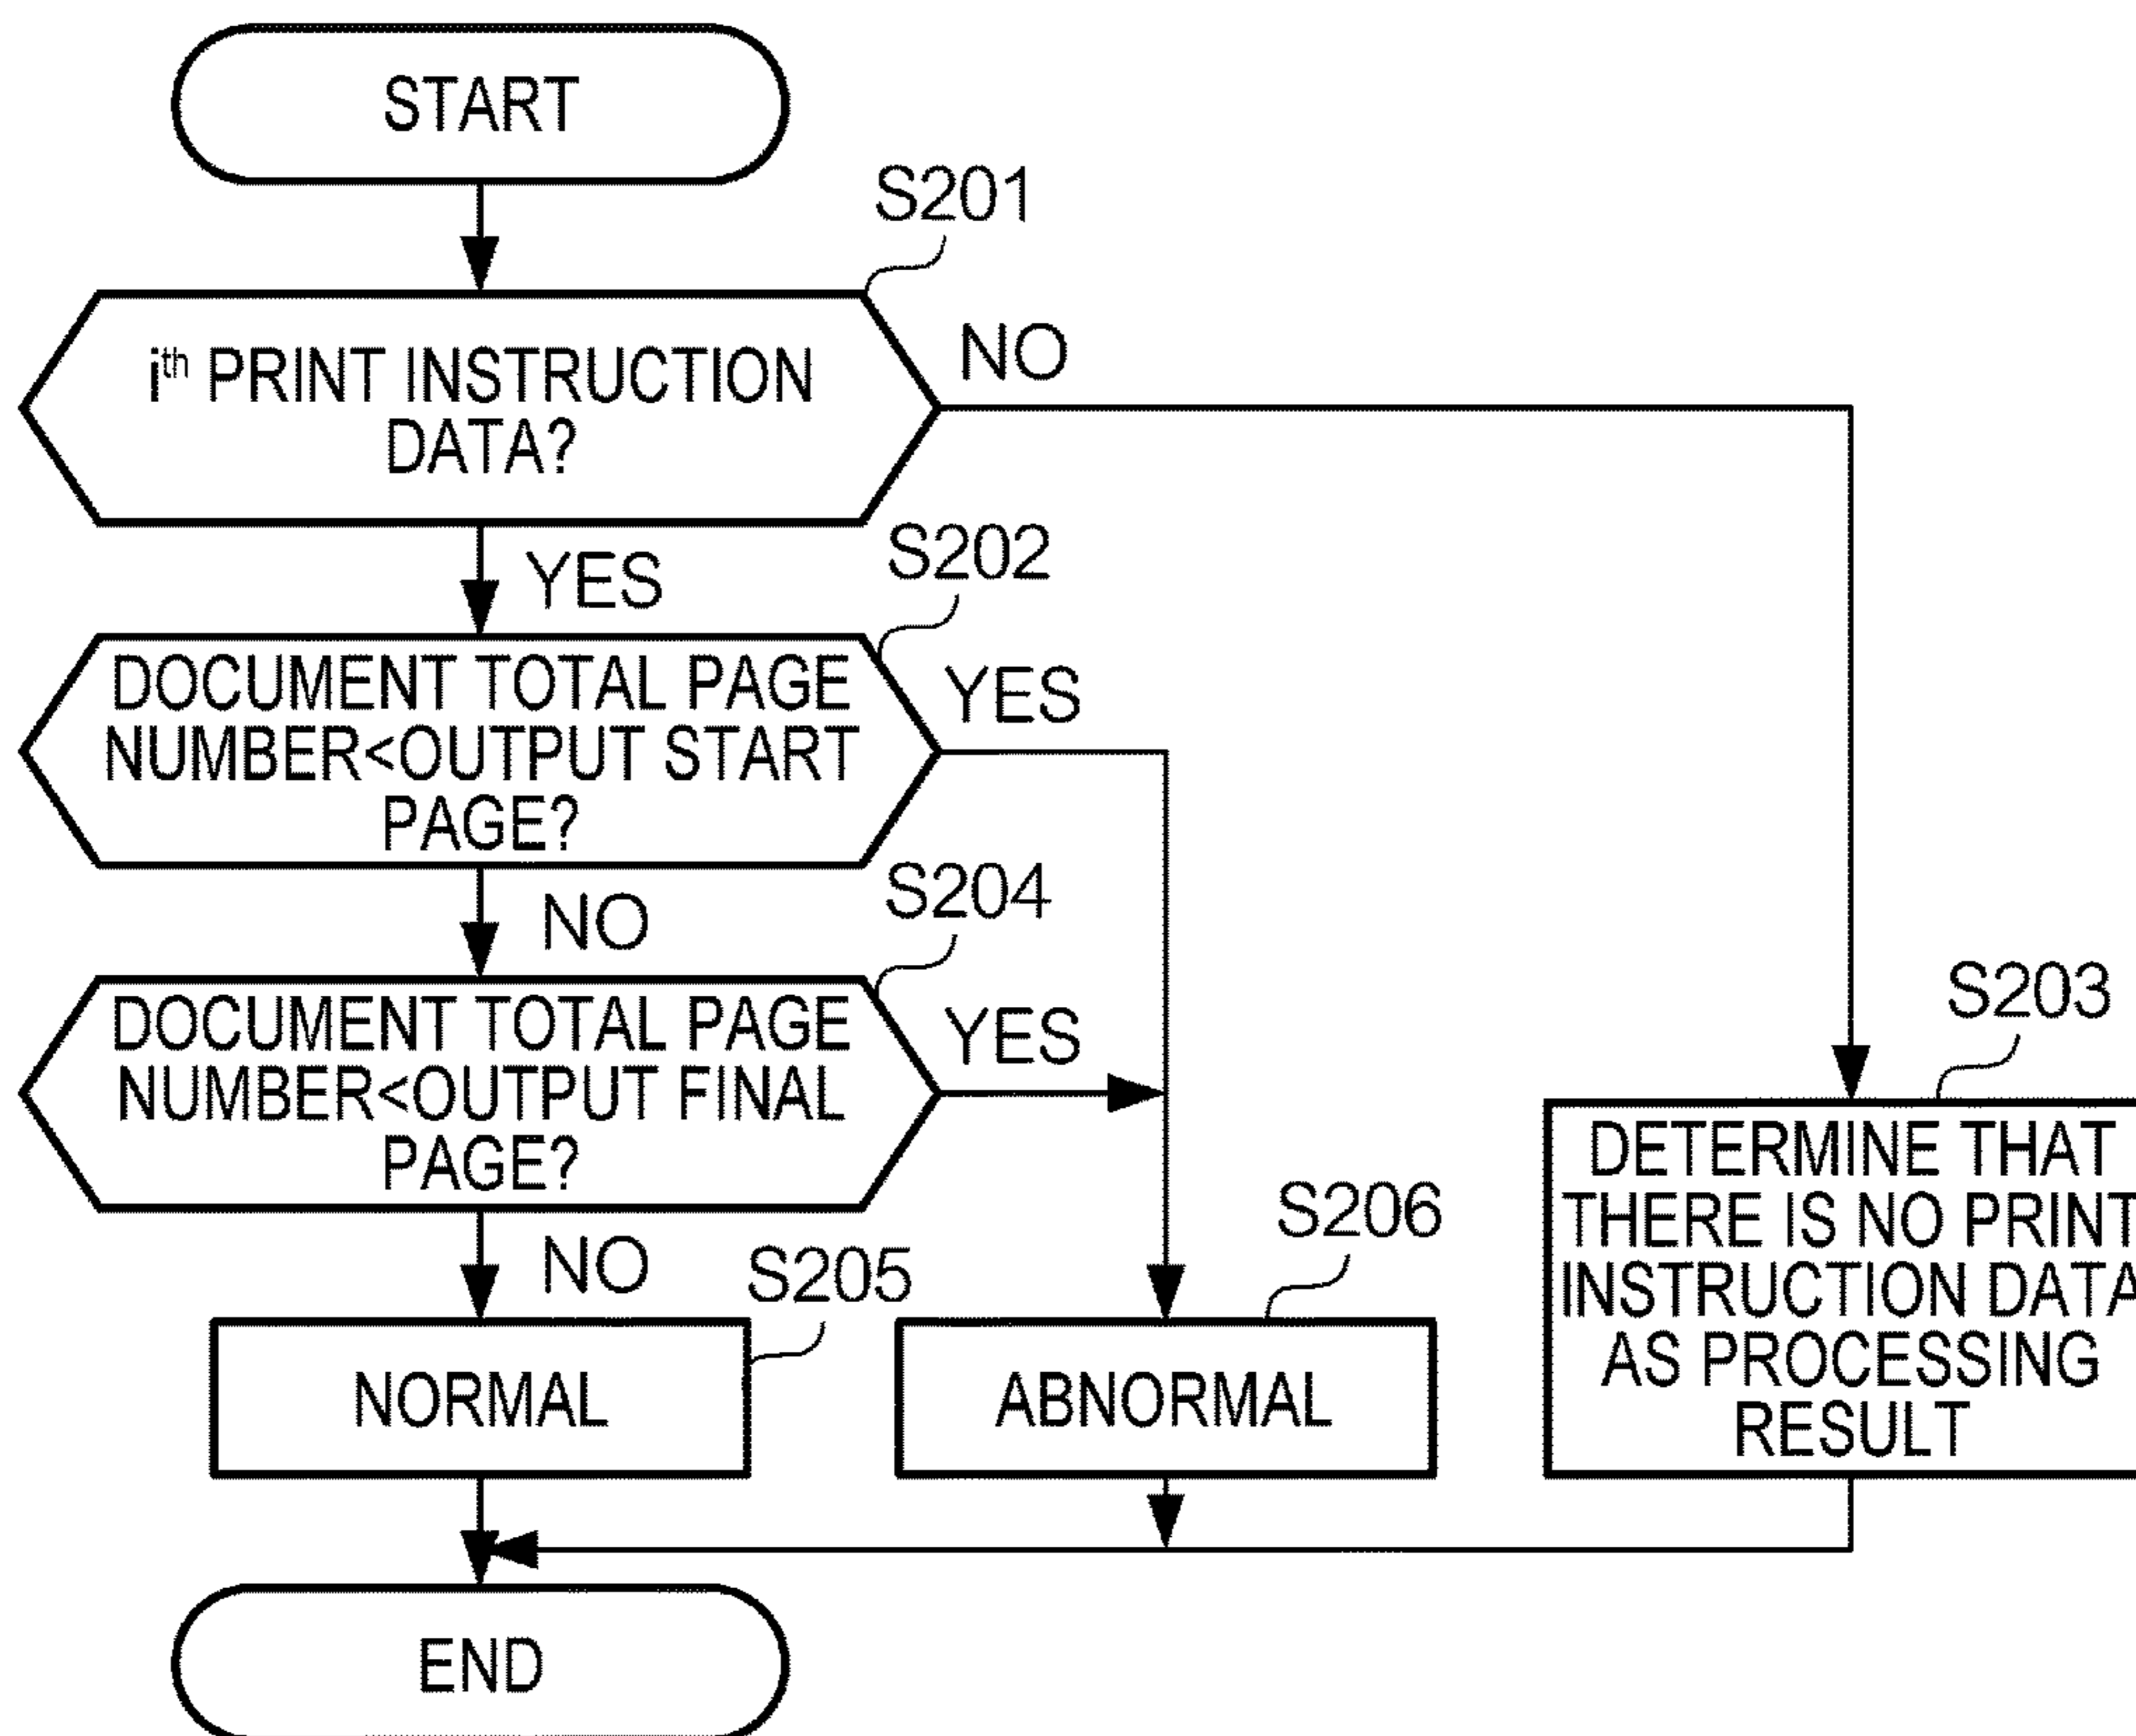 START
S201
ith PRINT INSTRUCTION
DATA?
NO
YES
S202
DOCUMENT TOTAL PAGE
NUMBER<OUTPUT START
PAGE?
YES
NO
S204
DOCUMENT TOTAL PAGE
NUMBER<OUTPUT FINAL
PAGE?
YES
NO
S203
DETERMINE THAT
THERE IS NO PRINT
INSTRUCTION DATA
AS PROCESSING
RESULT
S205
NORMAL
S206
ABNORMAL
END